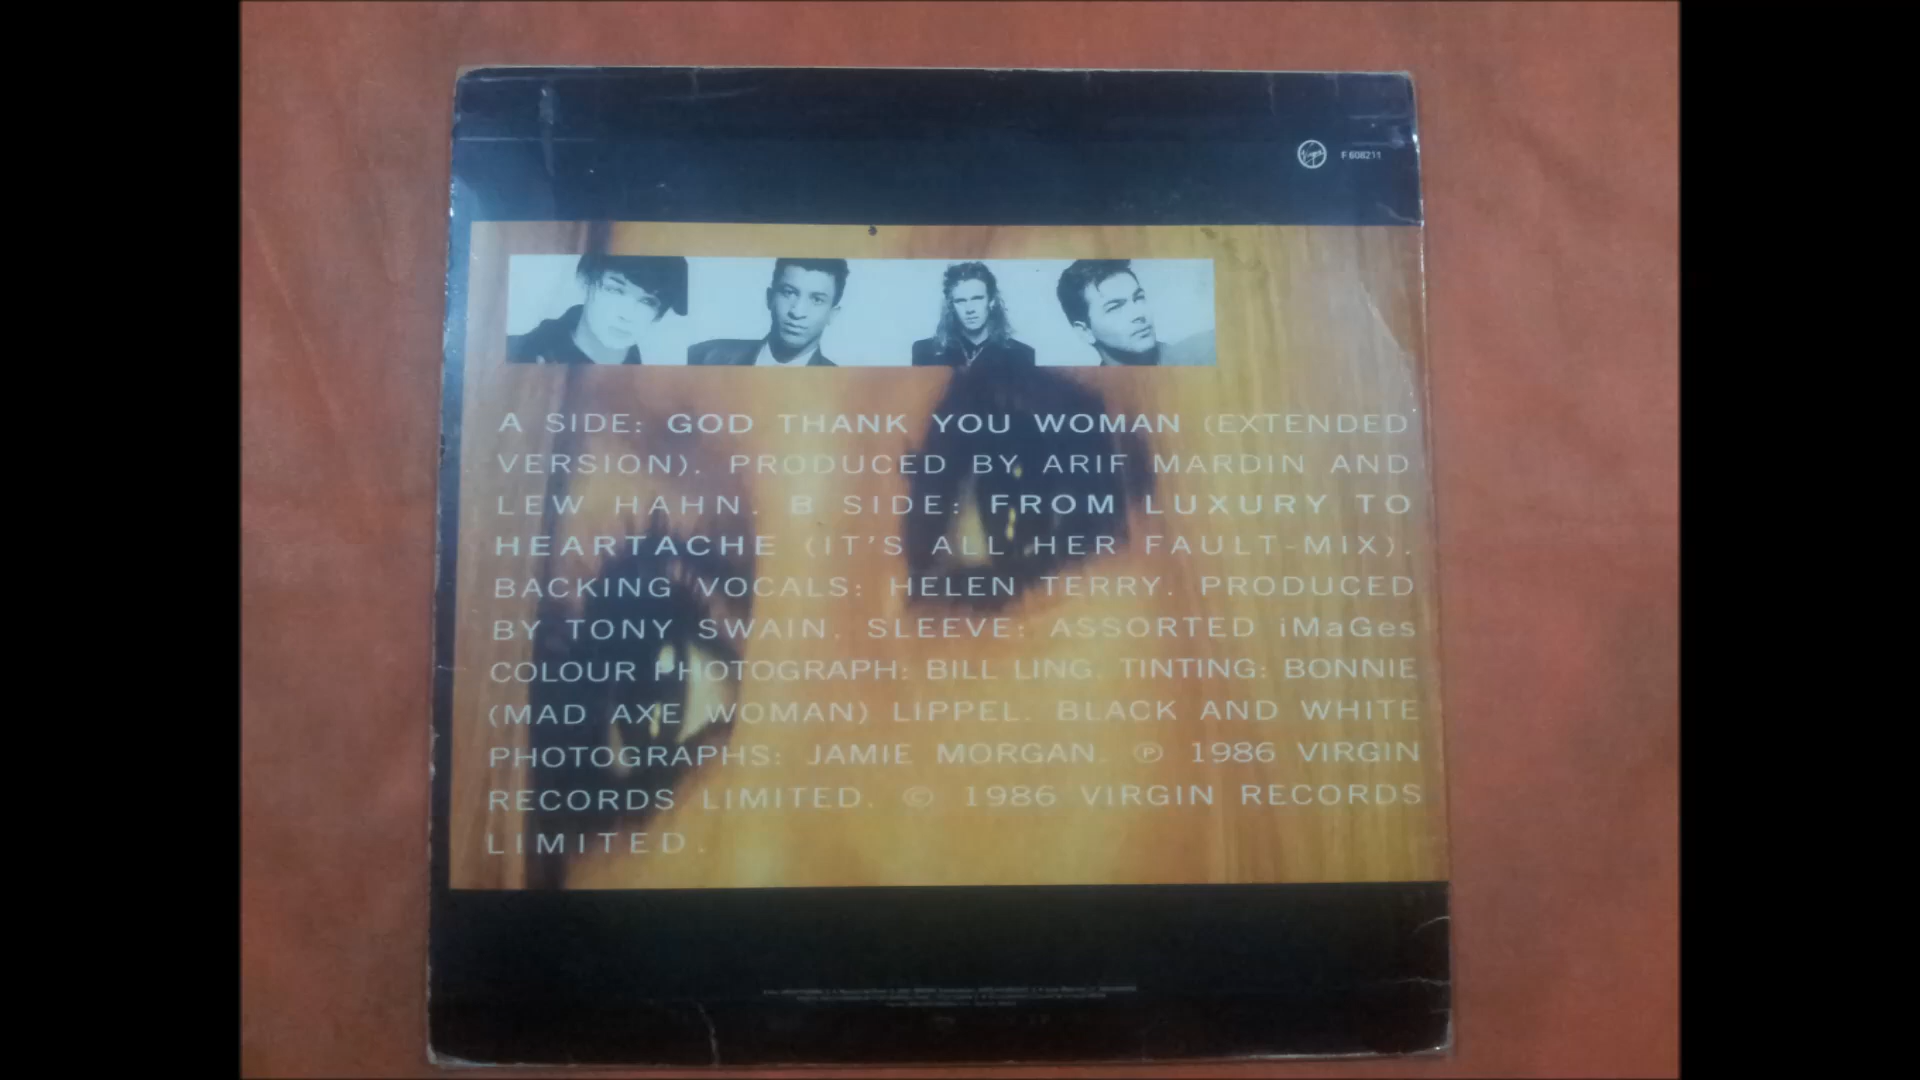 Virgin F 608211
A SIDE: GOD THANK YOU WOMAN (EXTENDED
VERSION). PRODUCED BY ARIF MARDIN AND
LEW HAHN. B SIDE: FROM LUXURY TO
HEARTACHE (IT'S ALL HER FAULT-MIX).
BACKING VOCALS: HELEN TERRY. PRODUCED
BY TONY SWAIN. SLEEVE: ASSORTED iMaGes
COLOUR PHOTOGRAPH: BILL LING. TINTING: BONNIE
(MAD AXE WOMAN) LIPPEL. BLACK AND WHITE
PHOTOGRAPHS: JAMIE MORGAN. ℗ 1986 VIRGIN
RECORDS LIMITED. © 1986 VIRGIN RECORDS
LIMITED.